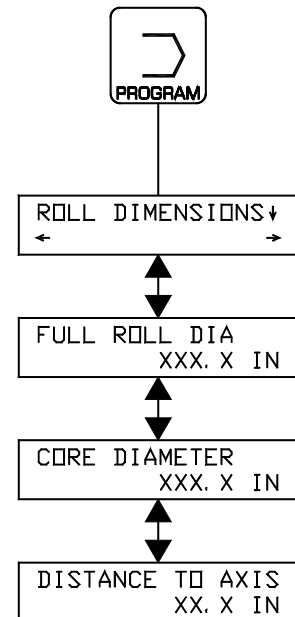 PROGRAM
ROLL DIMENSIONS↓
← →
FULL ROLL DIA
XXX.X IN
CORE DIAMETER
XXX.X IN
DISTANCE TO AXIS
XX.X IN